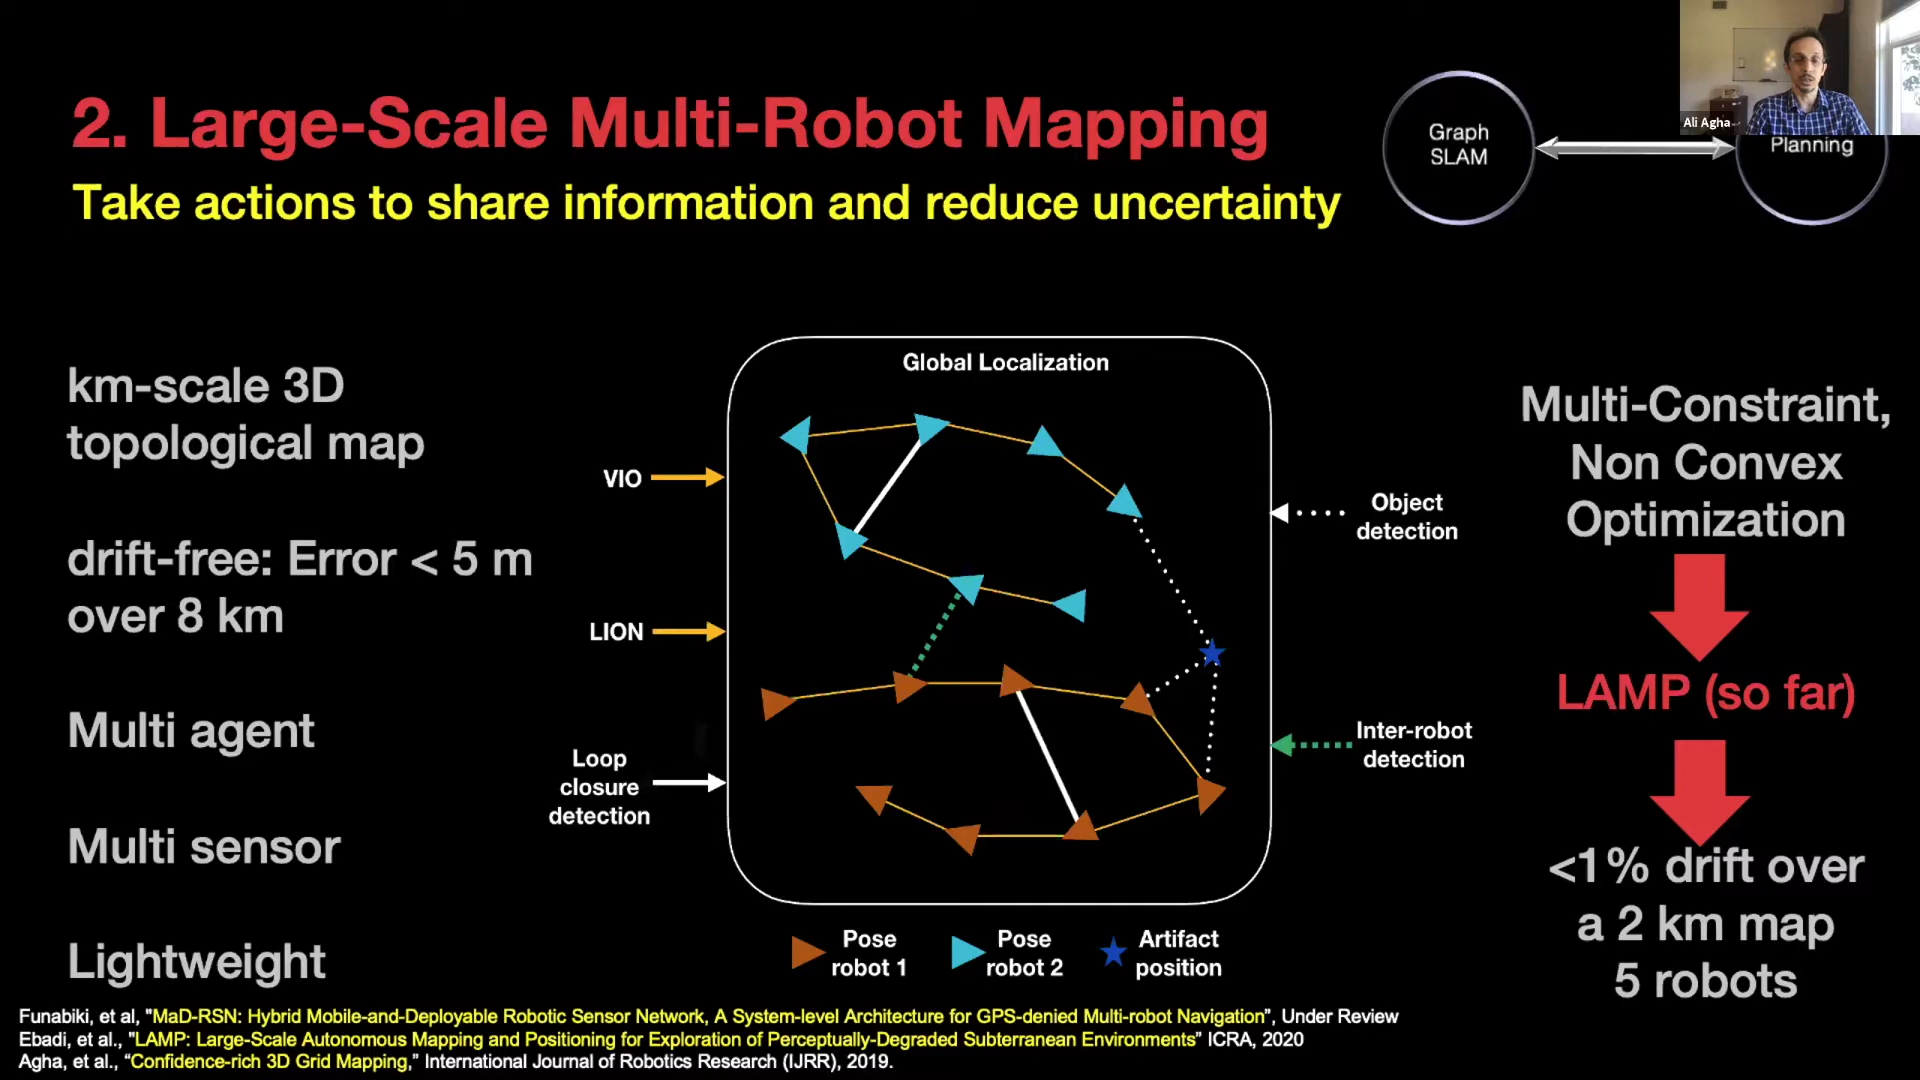 2. Large-Scale Multi-Robot Mapping
Take actions to share information and reduce uncertainty
Graph
SLAM
Planning
Ali Agha
km-scale 3D
topological map
drift-free: Error < 5 m
over 8 km
Multi agent
Multi sensor
Lightweight
VIO
LION
Loop
closure
detection
Global Localization
Object
detection
Inter-robot
detection
Pose
robot 1
Pose
robot 2
Artifact
position
Multi-Constraint,
Non Convex
Optimization
LAMP (so far)
<1% drift over
a 2 km map
5 robots
Funabiki, et al, "MaD-RSN: Hybrid Mobile-and-Deployable Robotic Sensor Network, A System-level Architecture for GPS-denied Multi-robot Navigation”, Under Review
Ebadi, et al., "LAMP: Large-Scale Autonomous Mapping and Positioning for Exploration of Perceptually-Degraded Subterranean Environments” ICRA, 2020
Agha, et al., “Confidence-rich 3D Grid Mapping,” International Journal of Robotics Research (IJRR), 2019.